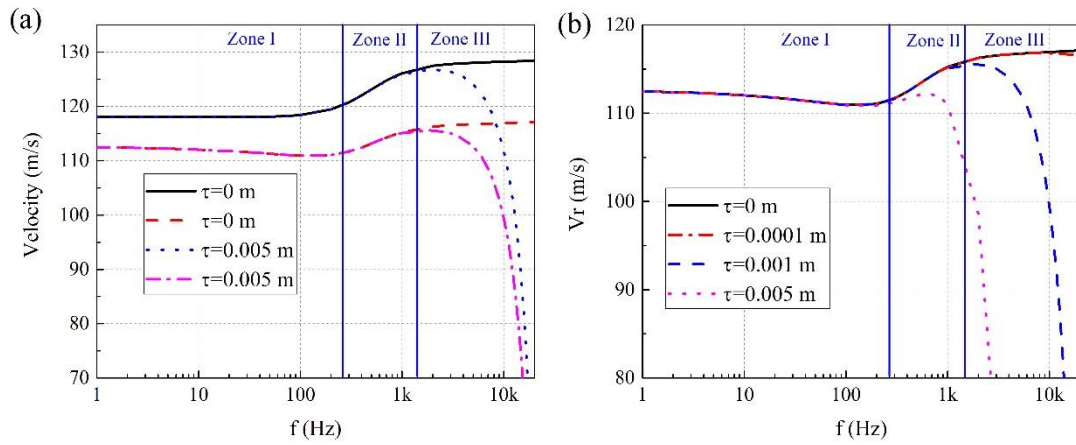 (a)
Zone I Zone II Zone III
130
120
110
100
90
80
70
Velocity (m/s)
τ=0 m
τ=0 m
τ=0.005 m
τ=0.005 m
1 10 100 1k 10k
f (Hz)
(b)
Zone I Zone II Zone III
120
110
100
90
80
Vr (m/s)
τ=0 m
τ=0.0001 m
τ=0.001 m
τ=0.005 m
1 10 100 1k 10k
f (Hz)